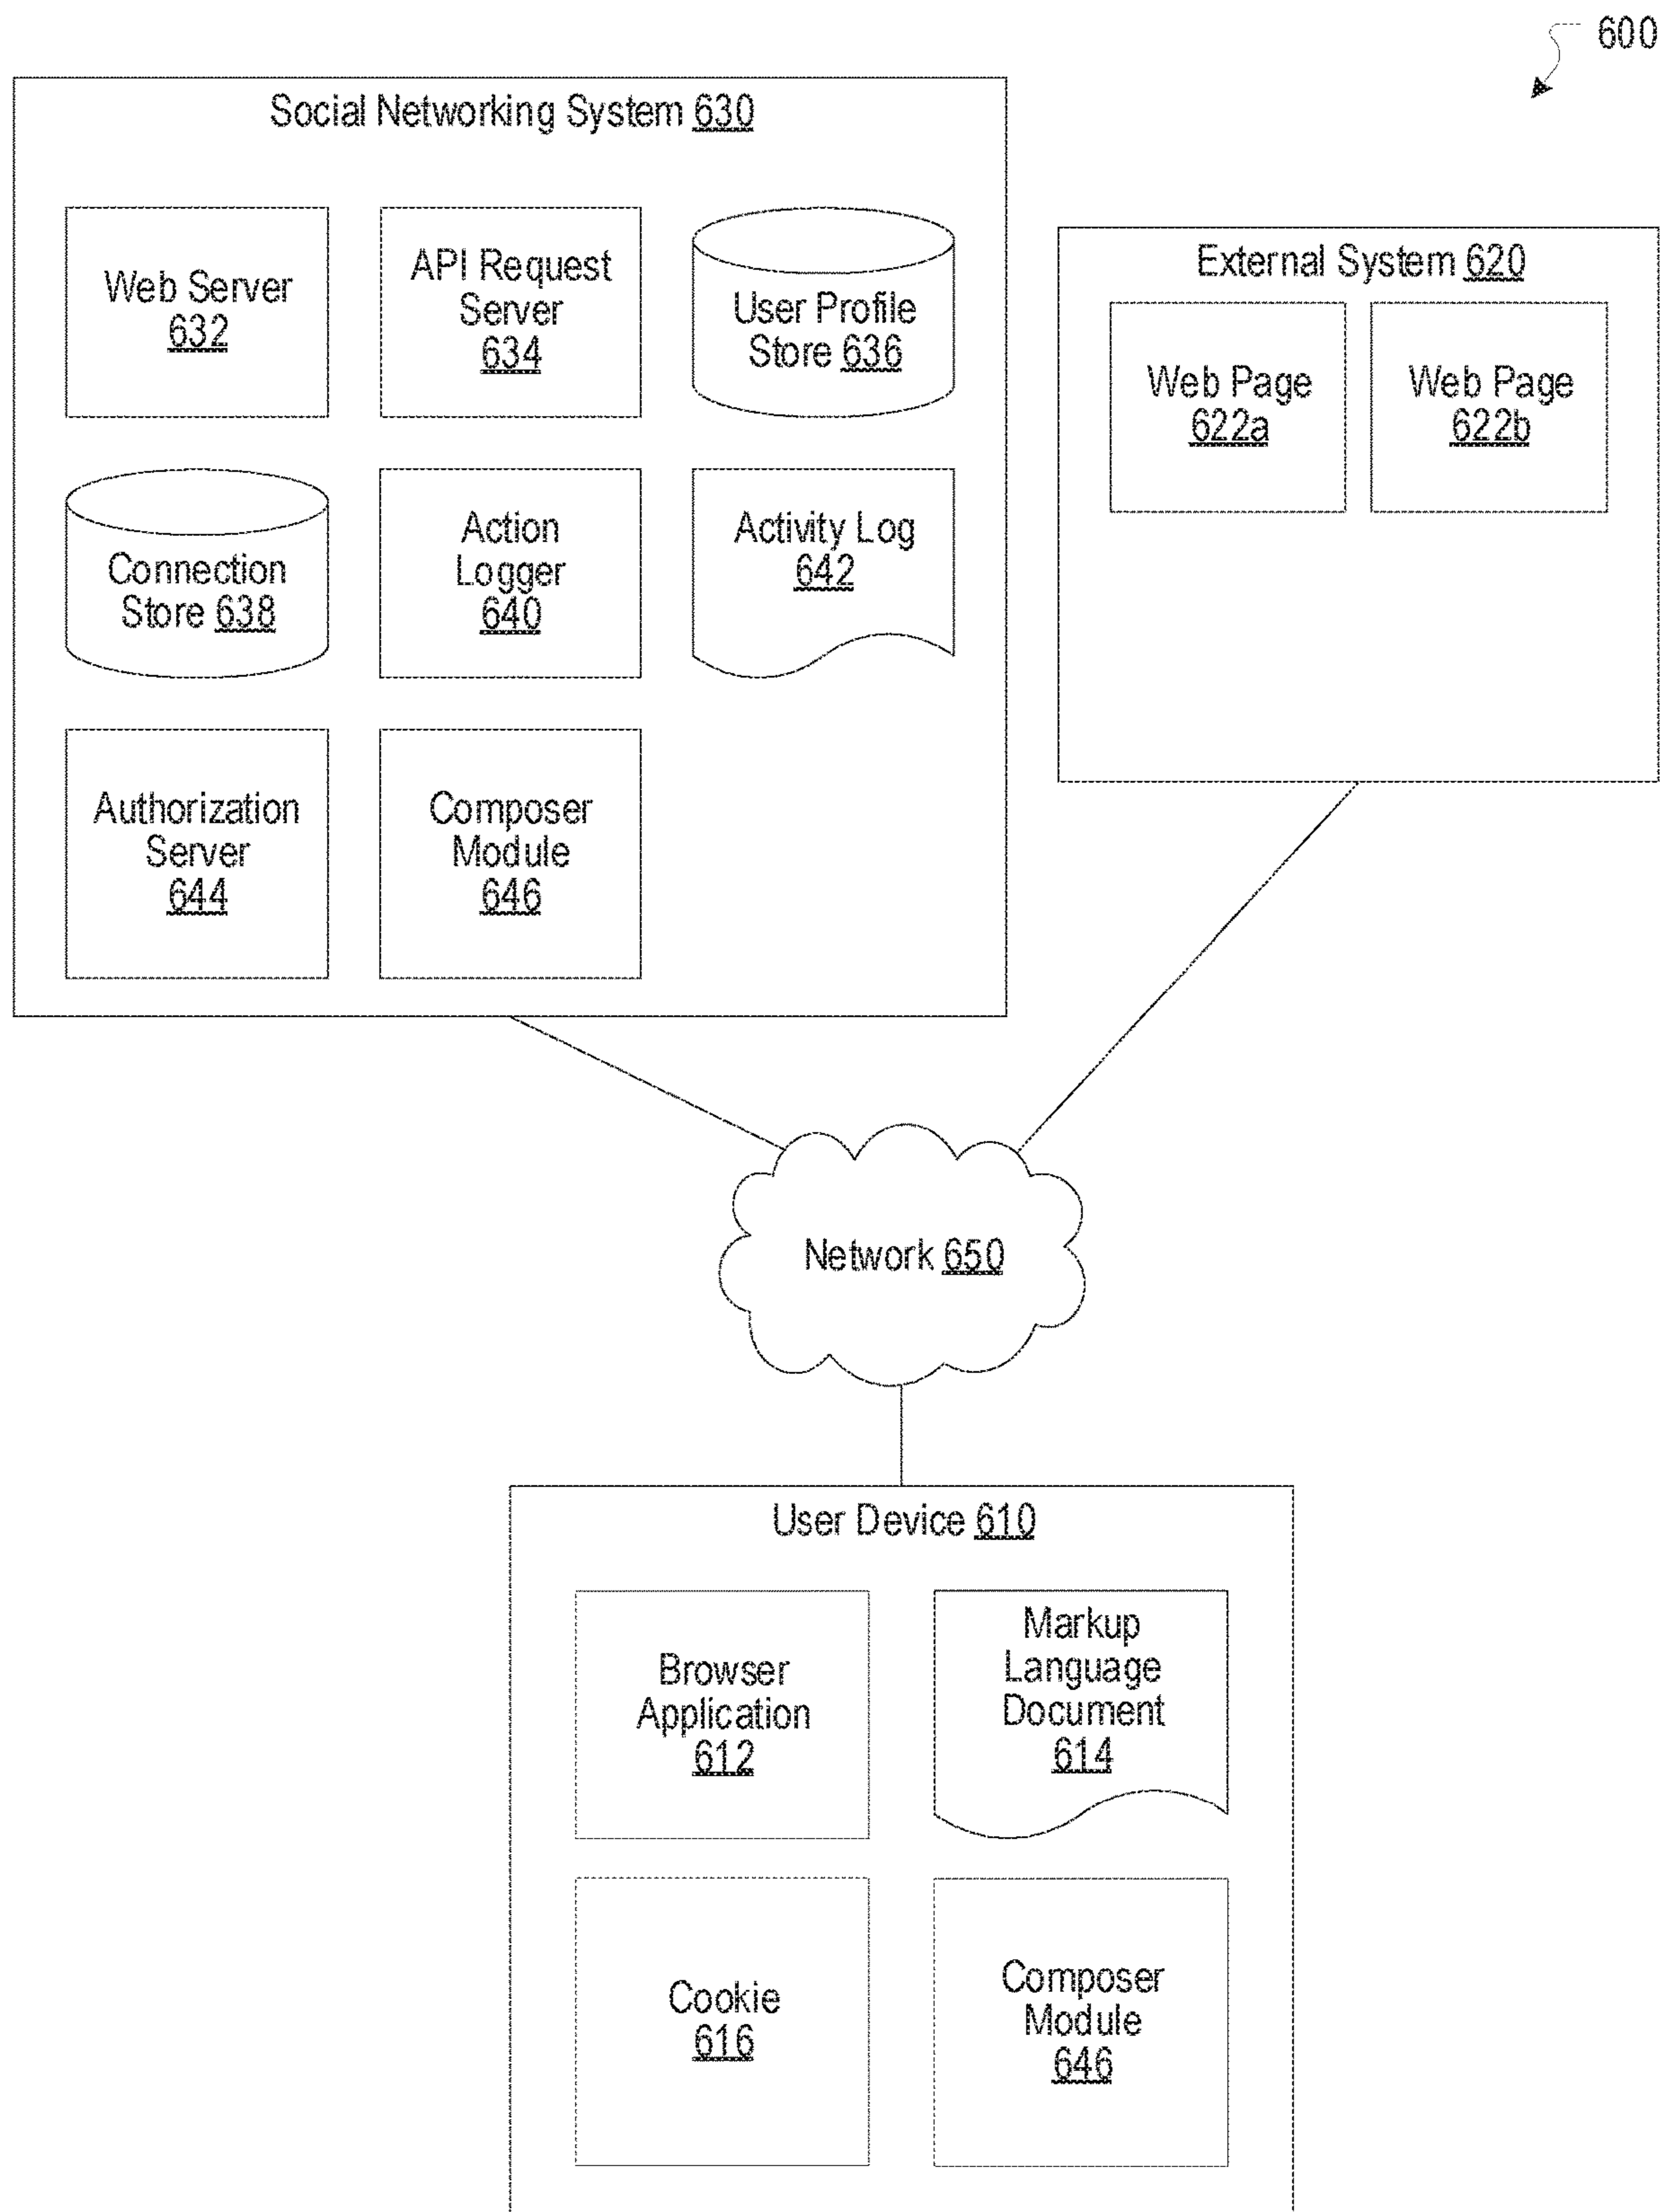 600
Social Networking System 630
Web Server
632
API Request
Server
634
User Profile
Store 636
Connection
Store 638
Action
Logger
640
Activity Log
642
Authorization
Server
644
Composer
Module
646
External System 620
Web Page
622a
Web Page
622b
Network 650
User Device 610
Browser
Application
612
Markup
Language
Document
614
Cookie
616
Composer
Module
646